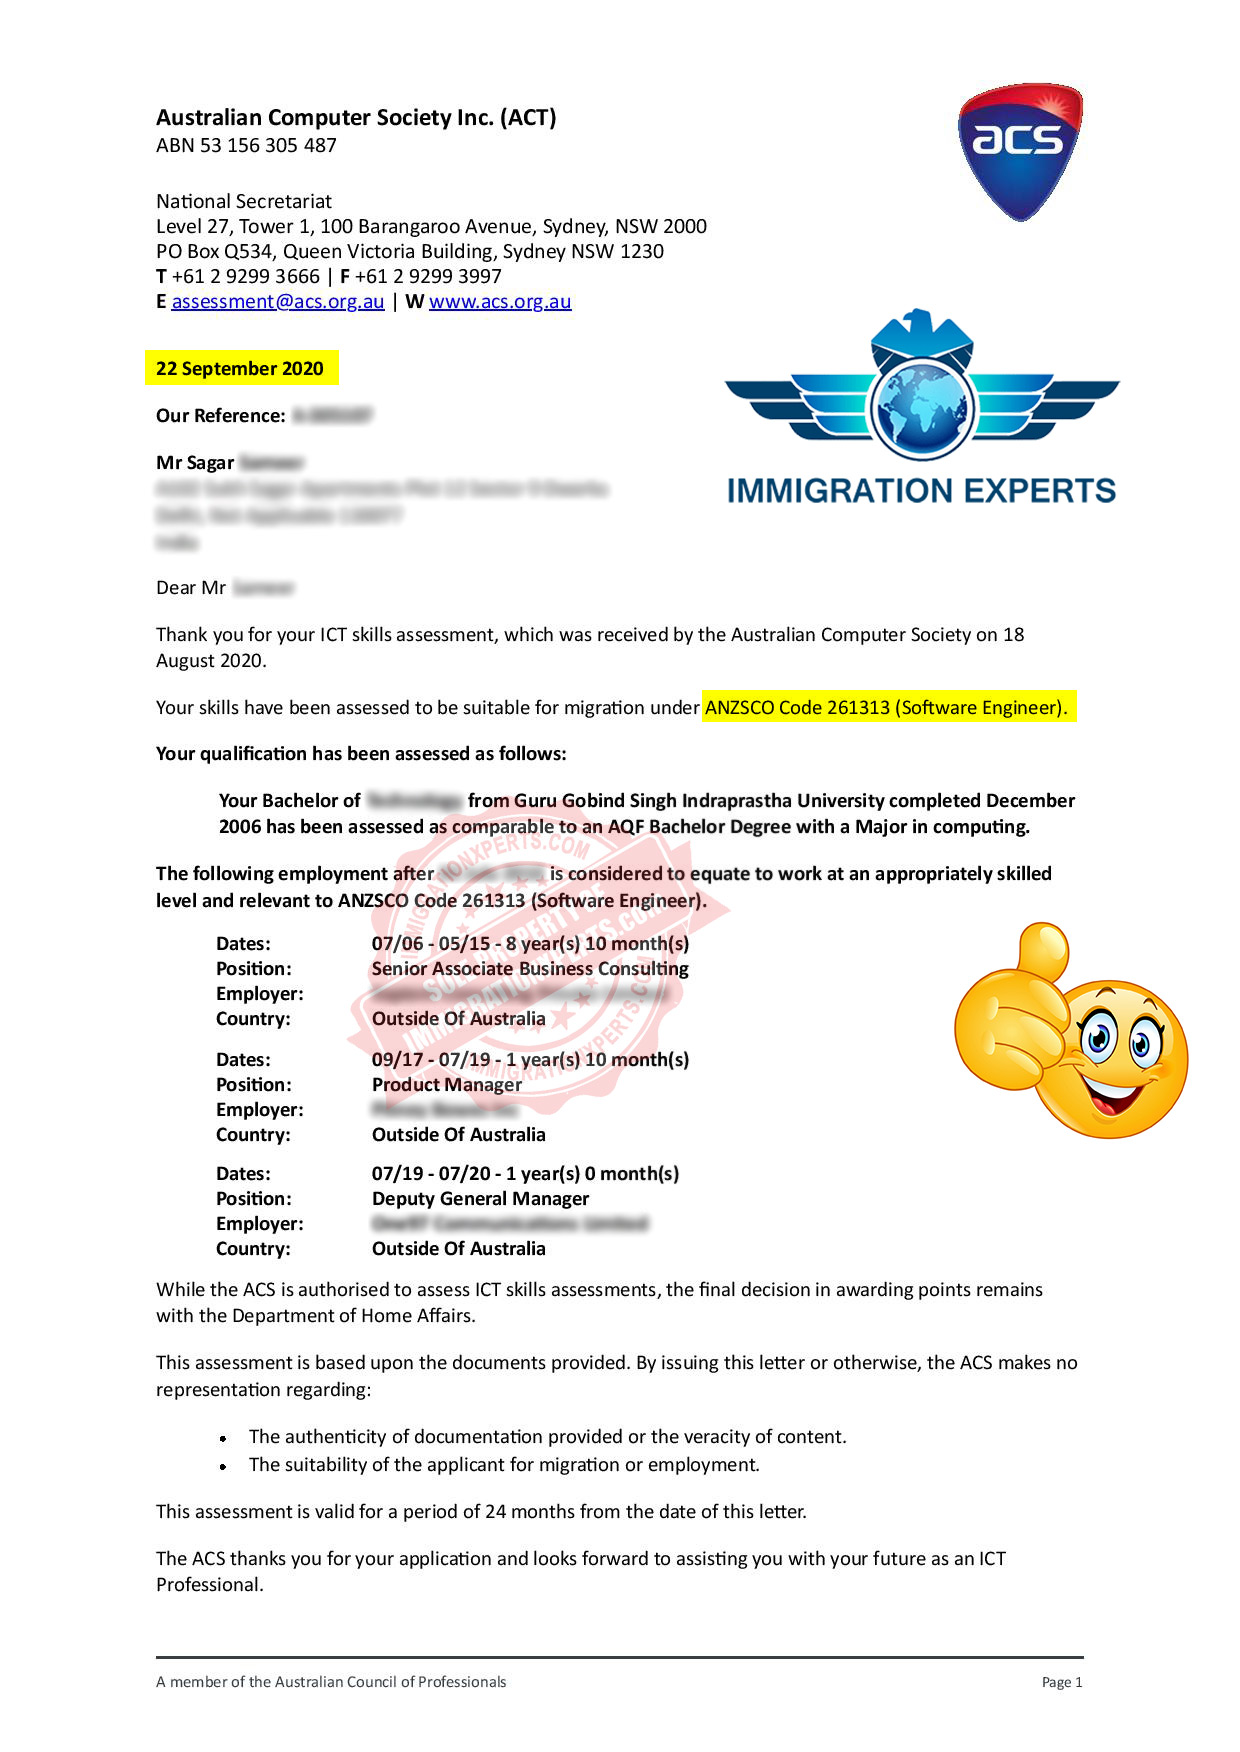 Australian Computer Society Inc. (ACT)
ABN 53 156 305 487
acs
National Secretariat
Level 27, Tower 1, 100 Barangaroo Avenue, Sydney, NSW 2000
PO Box Q534, Queen Victoria Building, Sydney NSW 1230
T +61 2 9299 3666 | F +61 2 9299 3997
E assessment@acs.org.au | W www.acs.org.au
22 September 2020
IMMIGRATION EXPERTS
Our Reference:
Mr Sagar
Dear Mr
Thank you for your ICT skills assessment, which was received by the Australian Computer Society on 18
August 2020.
Your skills have been assessed to be suitable for migration under ANZSCO Code 261313 (Software Engineer).
Your qualification has been assessed as follows:
Your Bachelor of from Guru Gobind Singh Indraprastha University completed December
2006 has been assessed as comparable to an AQF Bachelor Degree with a Major in computing.
The following employment after is considered to equate to work at an appropriately skilled
level and relevant to ANZSCO Code 261313 (Software Engineer).
IMMIGRATIONXPERTS.COM
SOLE PROPERTY OF
IMMIGRATIONXPERTS.COM
IMMIGRATIONXPERTS.COM
Dates: 07/06 - 05/15 - 8 year(s) 10 month(s)
Position: Senior Associate Business Consulting
Employer:
Country: Outside Of Australia
Dates: 09/17 - 07/19 - 1 year(s) 10 month(s)
Position: Product Manager
Employer:
Country: Outside Of Australia
Dates: 07/19 - 07/20 - 1 year(s) 0 month(s)
Position: Deputy General Manager
Employer:
Country: Outside Of Australia
While the ACS is authorised to assess ICT skills assessments, the final decision in awarding points remains
with the Department of Home Affairs.
This assessment is based upon the documents provided. By issuing this letter or otherwise, the ACS makes no
representation regarding:
• The authenticity of documentation provided or the veracity of content.
• The suitability of the applicant for migration or employment.
This assessment is valid for a period of 24 months from the date of this letter.
The ACS thanks you for your application and looks forward to assisting you with your future as an ICT
Professional.
A member of the Australian Council of Professionals
Page 1